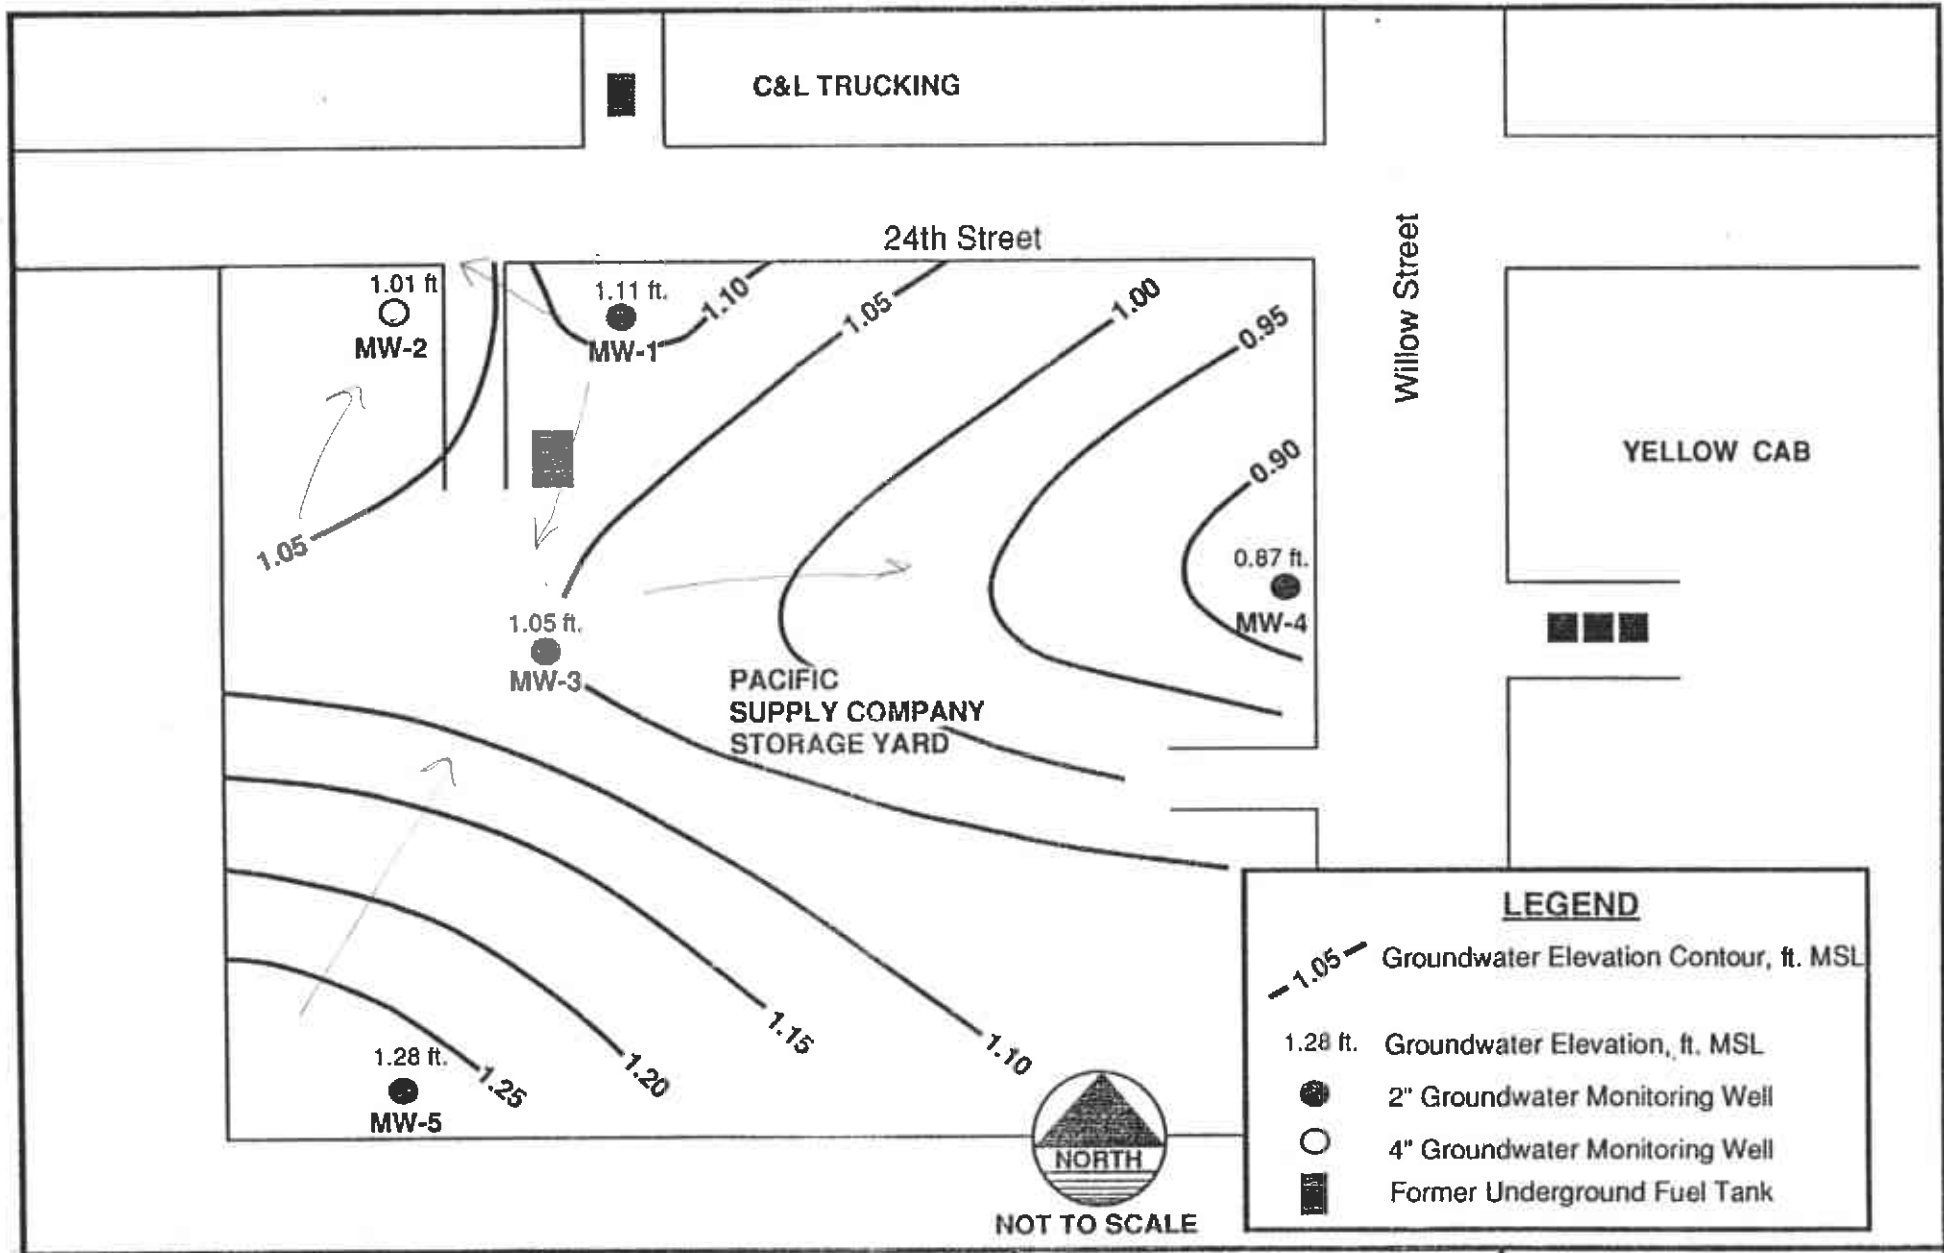 C&L TRUCKING
24th Street
Willow Street
1.01 ft
MW-2
1.11 ft.
MW-1
1.10
1.05
1.00
0.95
0.90
YELLOW CAB
1.05
0.87 ft.
MW-4
1.05 ft.
MW-3
PACIFIC
SUPPLY COMPANY
STORAGE YARD
1.28 ft.
MW-5
1.25
1.20
1.15
1.10
NORTH
NOT TO SCALE
LEGEND
1.05 Groundwater Elevation Contour, ft. MSL
1.28 ft. Groundwater Elevation, ft. MSL
2" Groundwater Monitoring Well
4" Groundwater Monitoring Well
Former Underground Fuel Tank